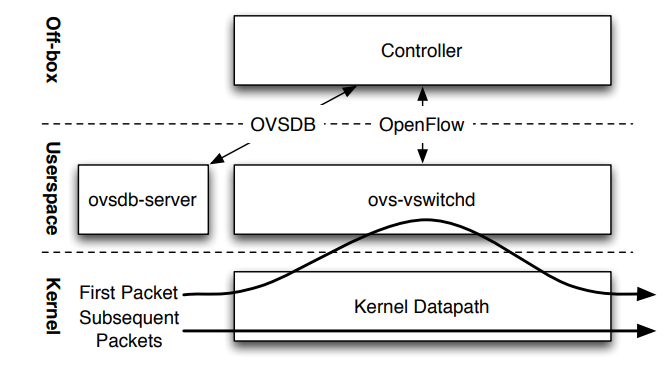 Off-box
Controller
OVSDB
OpenFlow
Userspace
ovsdb-server
ovs-vswitchd
Kernel
First Packet
Subsequent
Packets
Kernel Datapath